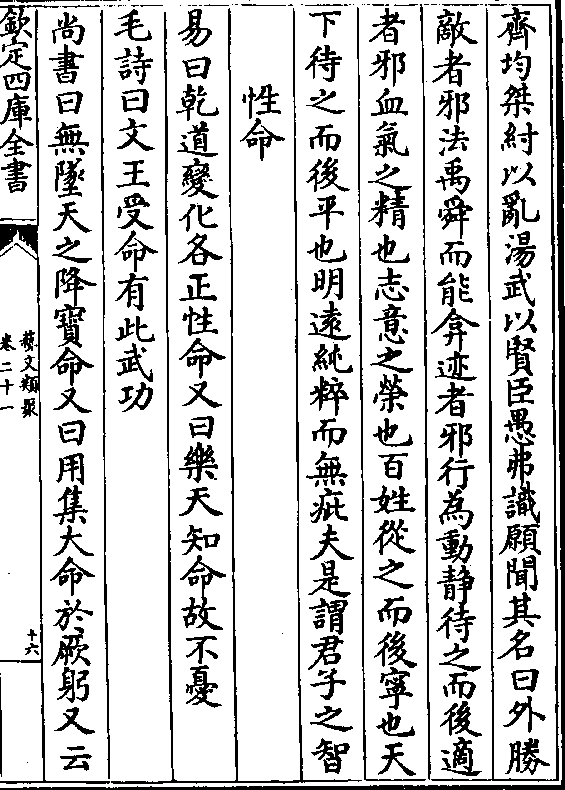 齊均桀紂以亂湯武以賢臣愚弗識願聞其名曰外勝
敵者邪法禹舜而能弇迹者邪行為動静待之而後適
者邪血氣之精也志意之榮也百姓從之而後寧也天
下待之而後平也明逺純粹而無疵夫是謂君子之智
性命
易曰乾道變化各正性命又曰樂天知命故不憂
毛詩曰文王受命有此武功
尚書曰無墜天之降寶命又曰用集大命於厥躬又云
欽定四庫全書
藝文類聚
卷二十一
十六